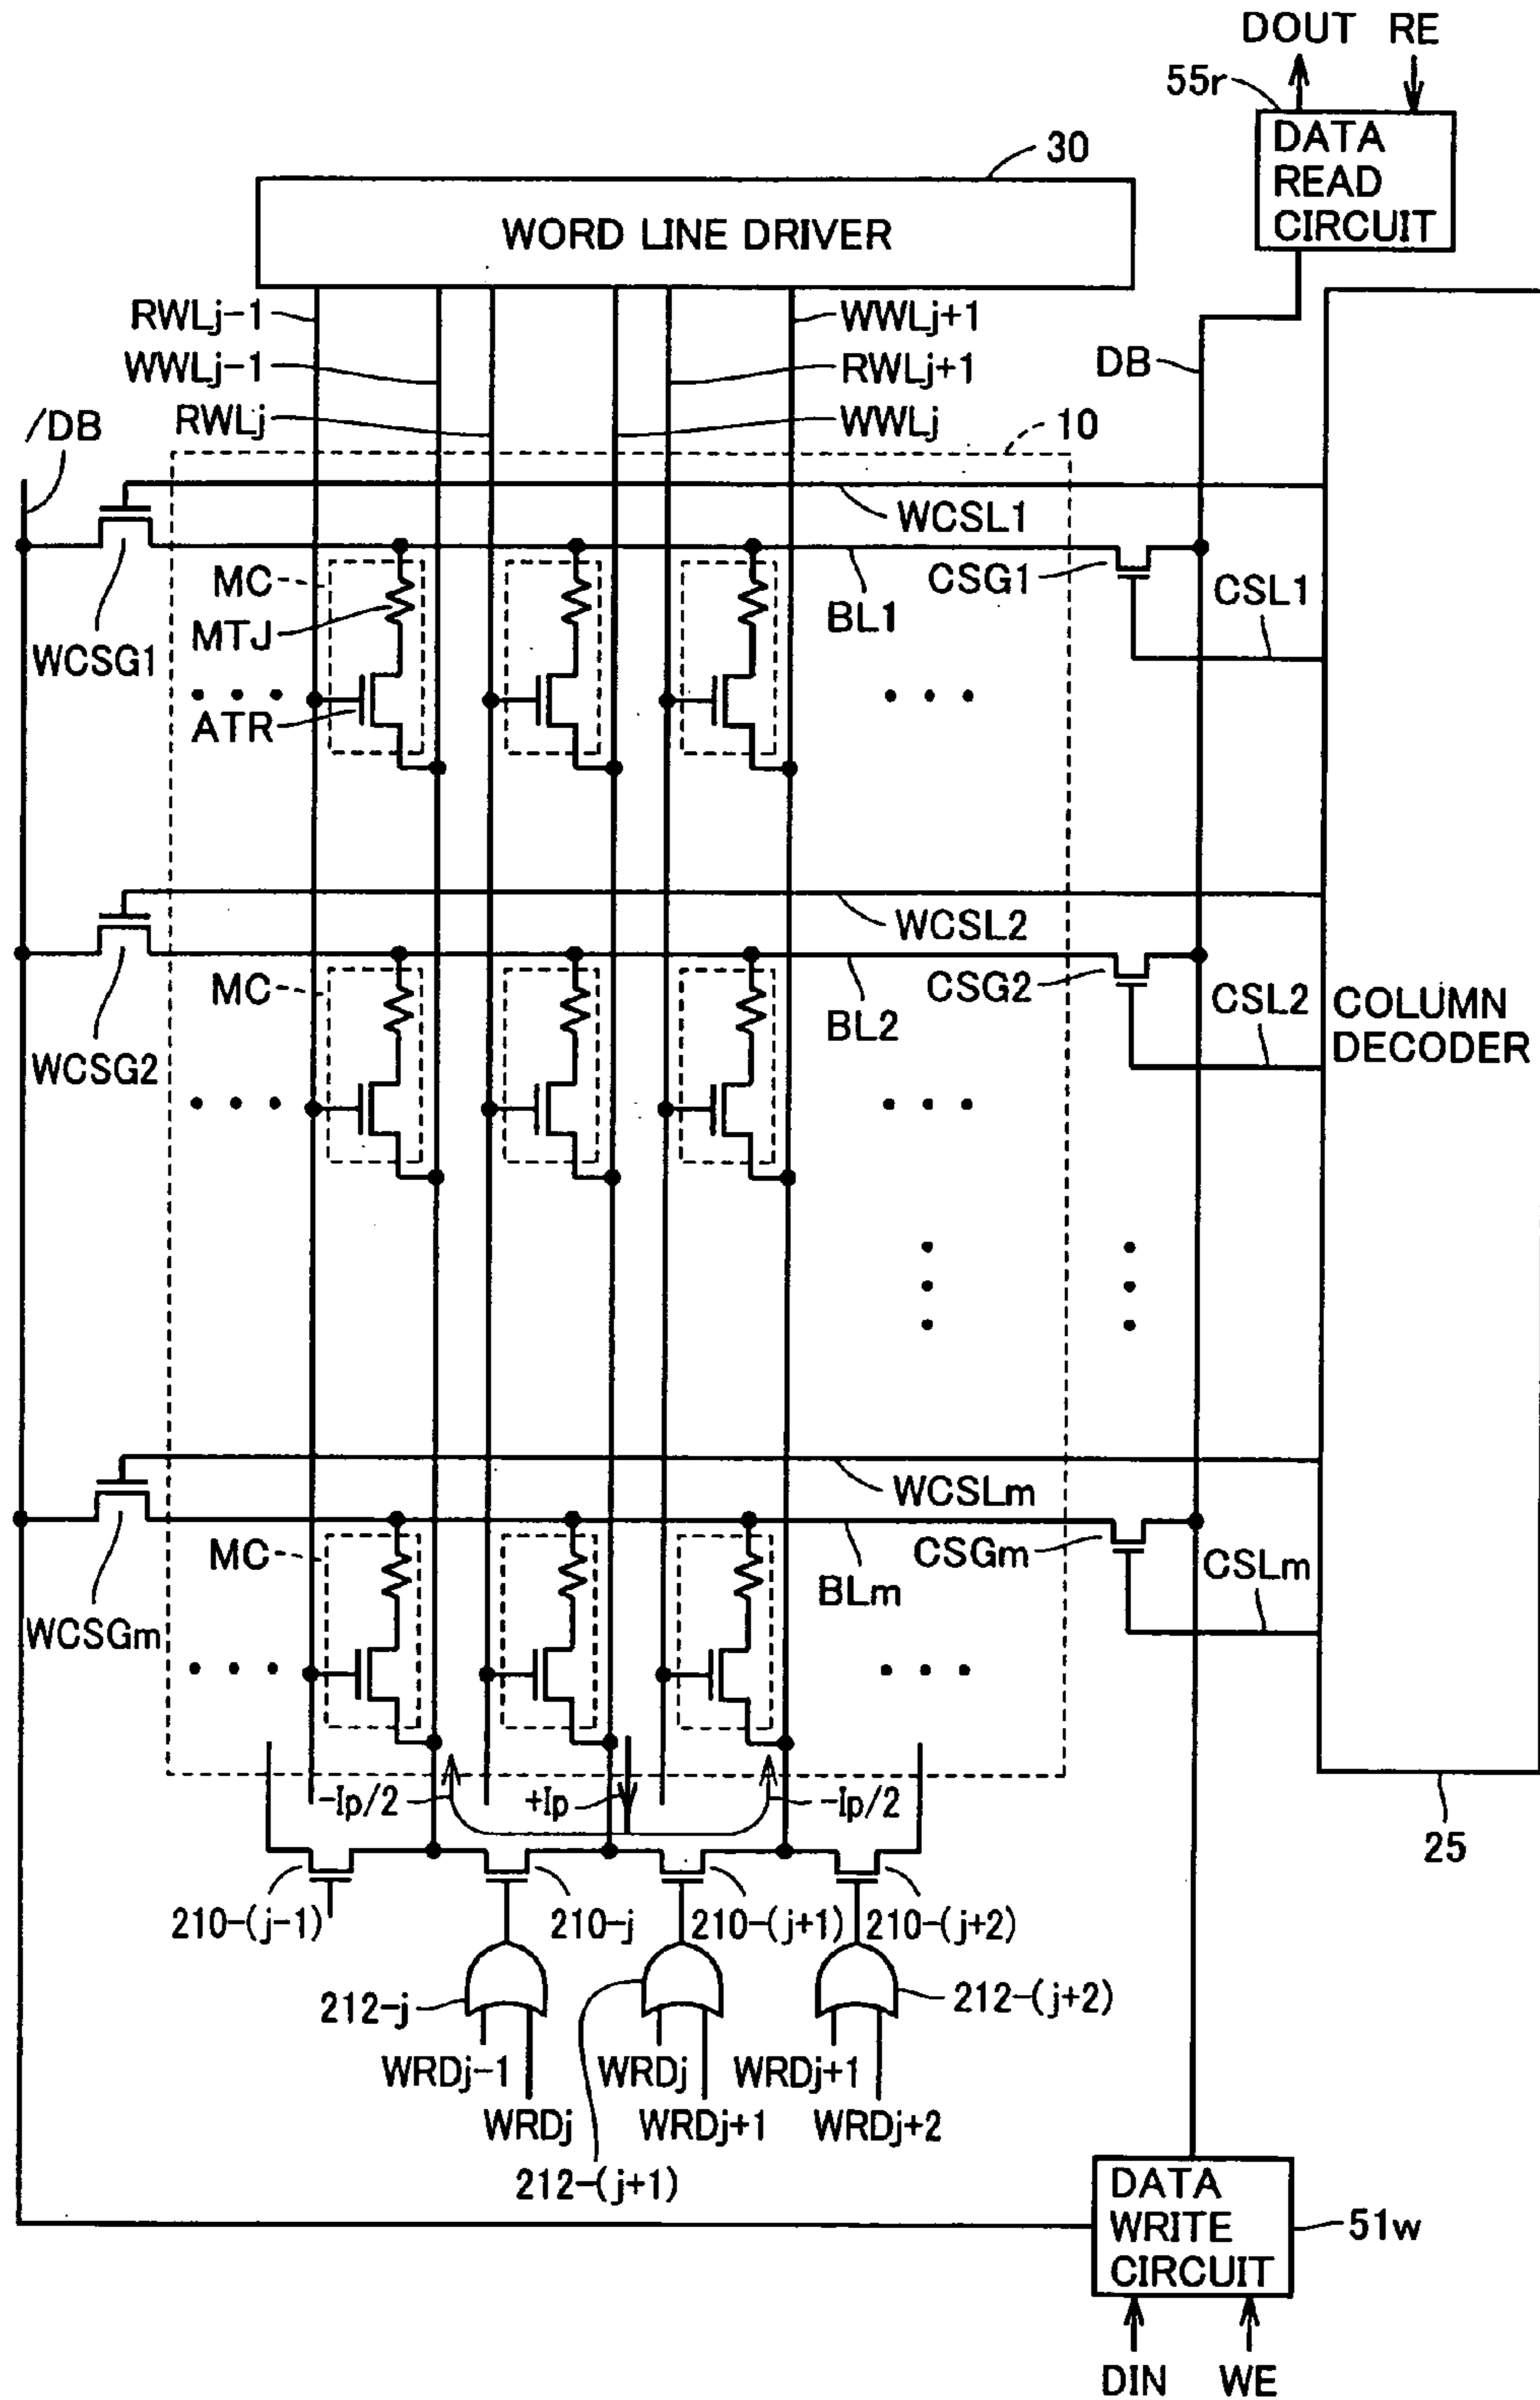 DOUT RE
55r
DATA
READ
CIRCUIT
30
WORD LINE DRIVER
RWLj-1
WWLj+1
WWLj-1
RWLj+1
DB
DB
RWLj
WWLj
10
WCSL1
MC
CSG1
CSL1
MTJ
BL1
WCSG1
ATR
WCSL2
MC
CSG2
CSL2
COLUMN
DECODER
BL2
WCSG2
WCSLm
MC
CSGm
CSLm
BLm
WCSGm
-Ip/2
+Ip
-Ip/2
25
210-(j-1)
210-j
210-(j+1)
210-(j+2)
212-j
212-(j+2)
WRDj-1
WRDj
WRDj+1
WRDj
WRDj+1
WRDj+2
212-(j+1)
DATA
WRITE
CIRCUIT
51w
DIN WE